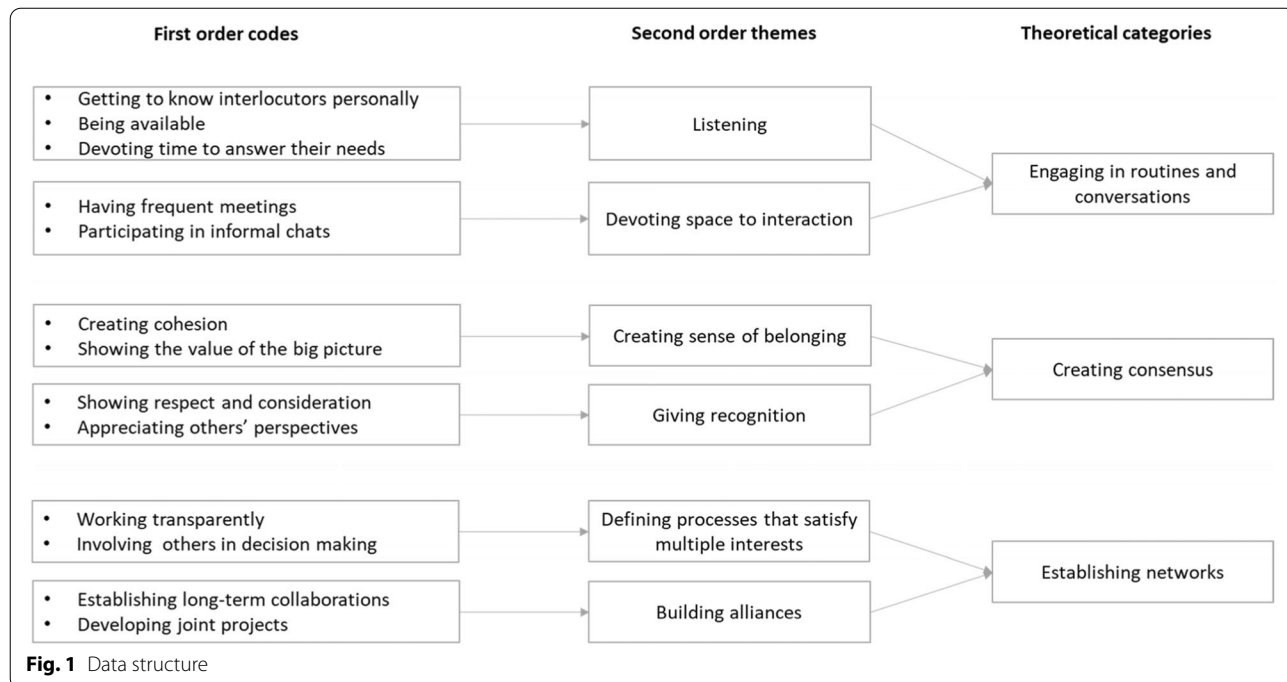 First order codes
Second order themes
Theoretical categories
• Getting to know interlocutors personally
• Being available
• Devoting time to answer their needs
Listening
Engaging in routines and
conversations
• Having frequent meetings
• Participating in informal chats
Devoting space to interaction
• Creating cohesion
• Showing the value of the big picture
Creating sense of belonging
Creating consensus
• Showing respect and consideration
• Appreciating others’ perspectives
Giving recognition
• Working transparently
• Involving others in decision making
Defining processes that satisfy
multiple interests
Establishing networks
• Establishing long-term collaborations
• Developing joint projects
Building alliances
Fig. 1 Data structure